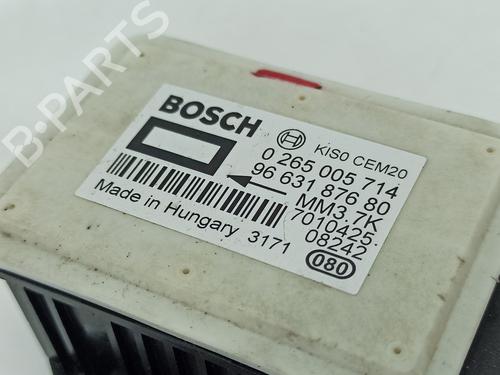 B-PARTS
BOSCH
KIS0 CEM20
0 265 005 714
96 631 876 80
MM3.7K
7010425.
08242
080
Made in Hungary 3171